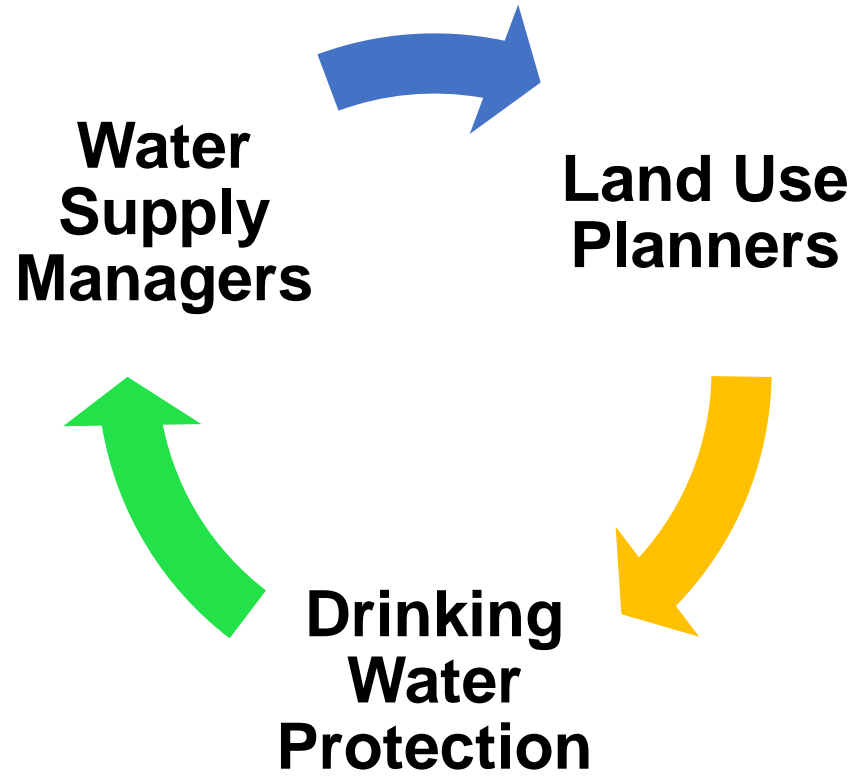 Water
Supply
Managers
Land Use
Planners
Drinking
Water
Protection